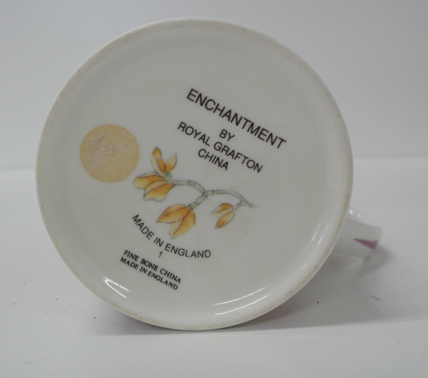 ENCHANTMENT
BY
ROYAL GRAFTON
CHINA
MADE IN ENGLAND
1
FINE BONE CHINA
MADE IN ENGLAND